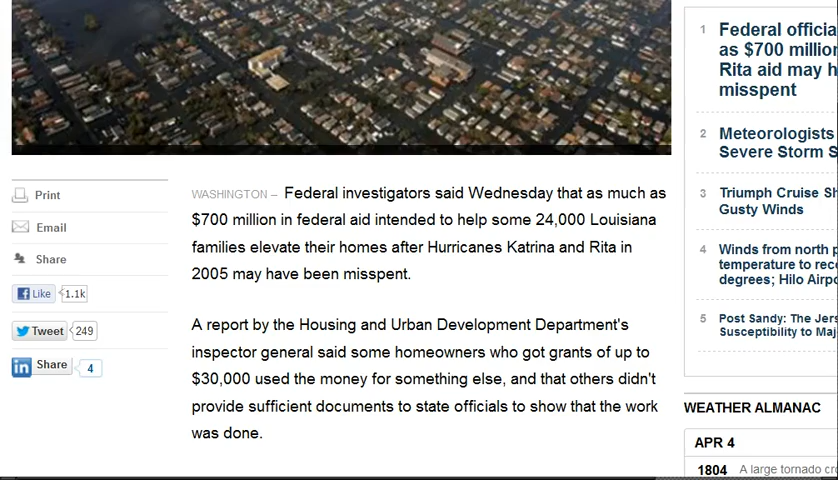 Print
Email
Share
Like 1.1k
Tweet 249
Share 4
WASHINGTON – Federal investigators said Wednesday that as much as
$700 million in federal aid intended to help some 24,000 Louisiana
families elevate their homes after Hurricanes Katrina and Rita in
2005 may have been misspent.
A report by the Housing and Urban Development Department's
inspector general said some homeowners who got grants of up to
$30,000 used the money for something else, and that others didn't
provide sufficient documents to state officials to show that the work
was done.
1 Federal officia
as $700 million
Rita aid may h
misspent
2 Meteorologists
Severe Storm S
3 Triumph Cruise Sh
Gusty Winds
4 Winds from north p
temperature to reco
degrees; Hilo Airpo
5 Post Sandy: The Jers
Susceptibility to Maj
WEATHER ALMANAC
APR 4
1804 A large tornado cro